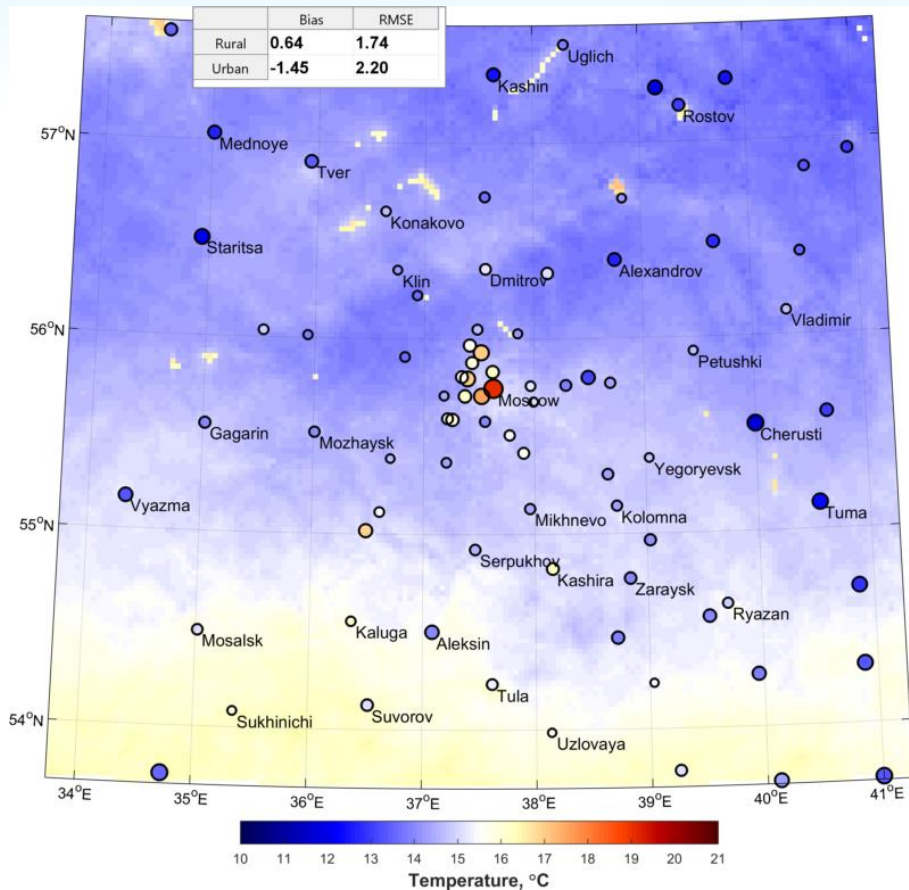 Bias RMSE
Rural 0.64 1.74
Urban -1.45 2.20
Uglich
Kashin
Rostov
57°N
Mednoye
Tver
Konakovo
Staritsa
Klin
Dmitrov
Alexandrov
56°N
Vladimir
Petushki
Moscow
Gagarin
Mozhaysk
Cherusti
Yegoryevsk
Vyazma
Mikhnevo
Kolomna
Tuma
55°N
Serpukhov
Kashira
Zaraysk
Ryazan
Mosalsk
Kaluga
Aleksin
54°N
Sukhinichi
Suvorov
Tula
Uzlovaya
34°E 35°E 36°E 37°E 38°E 39°E 40°E 41°E
10 11 12 13 14 15 16 17 18 19 20 21
Temperature, °C